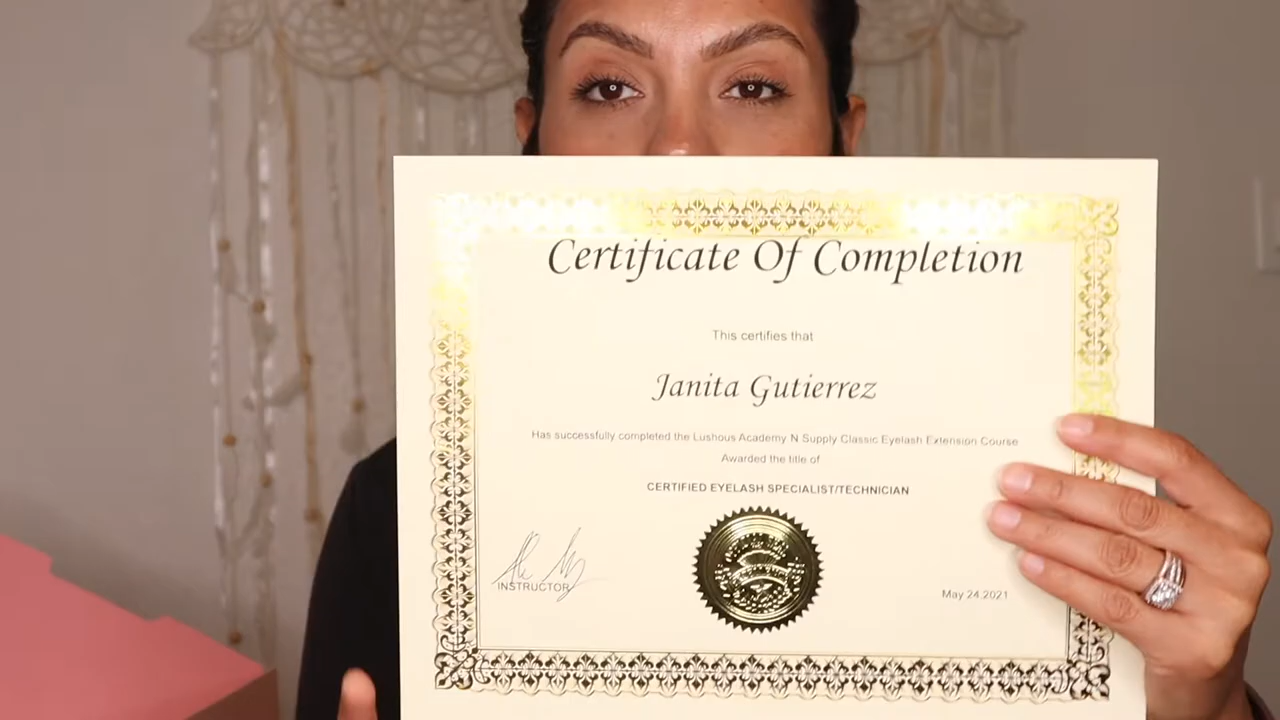 Certificate Of Completion
This certifies that
Janita Gutierrez
Has successfully completed the Lushous Academy N Supply Classic Eyelash Extension Course
Awarded the title of
CERTIFIED EYELASH SPECIALIST/TECHNICIAN
INSTRUCTOR
May 24,2021